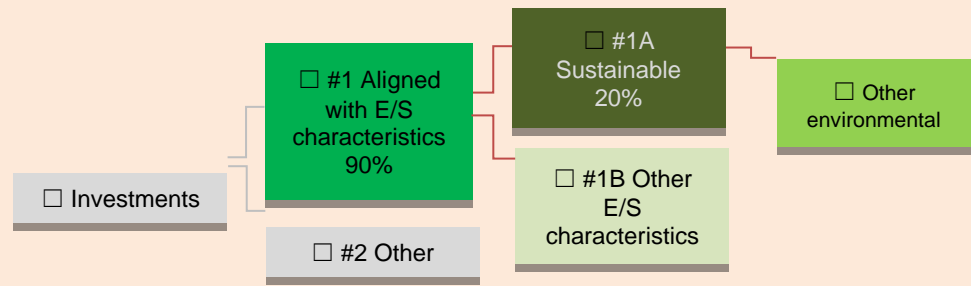 ☐ Investments
☐ #1 Aligned
with E/S
characteristics
90%
☐ #2 Other
☐ #1A
Sustainable
20%
☐ #1B Other
E/S
characteristics
☐ Other
environmental